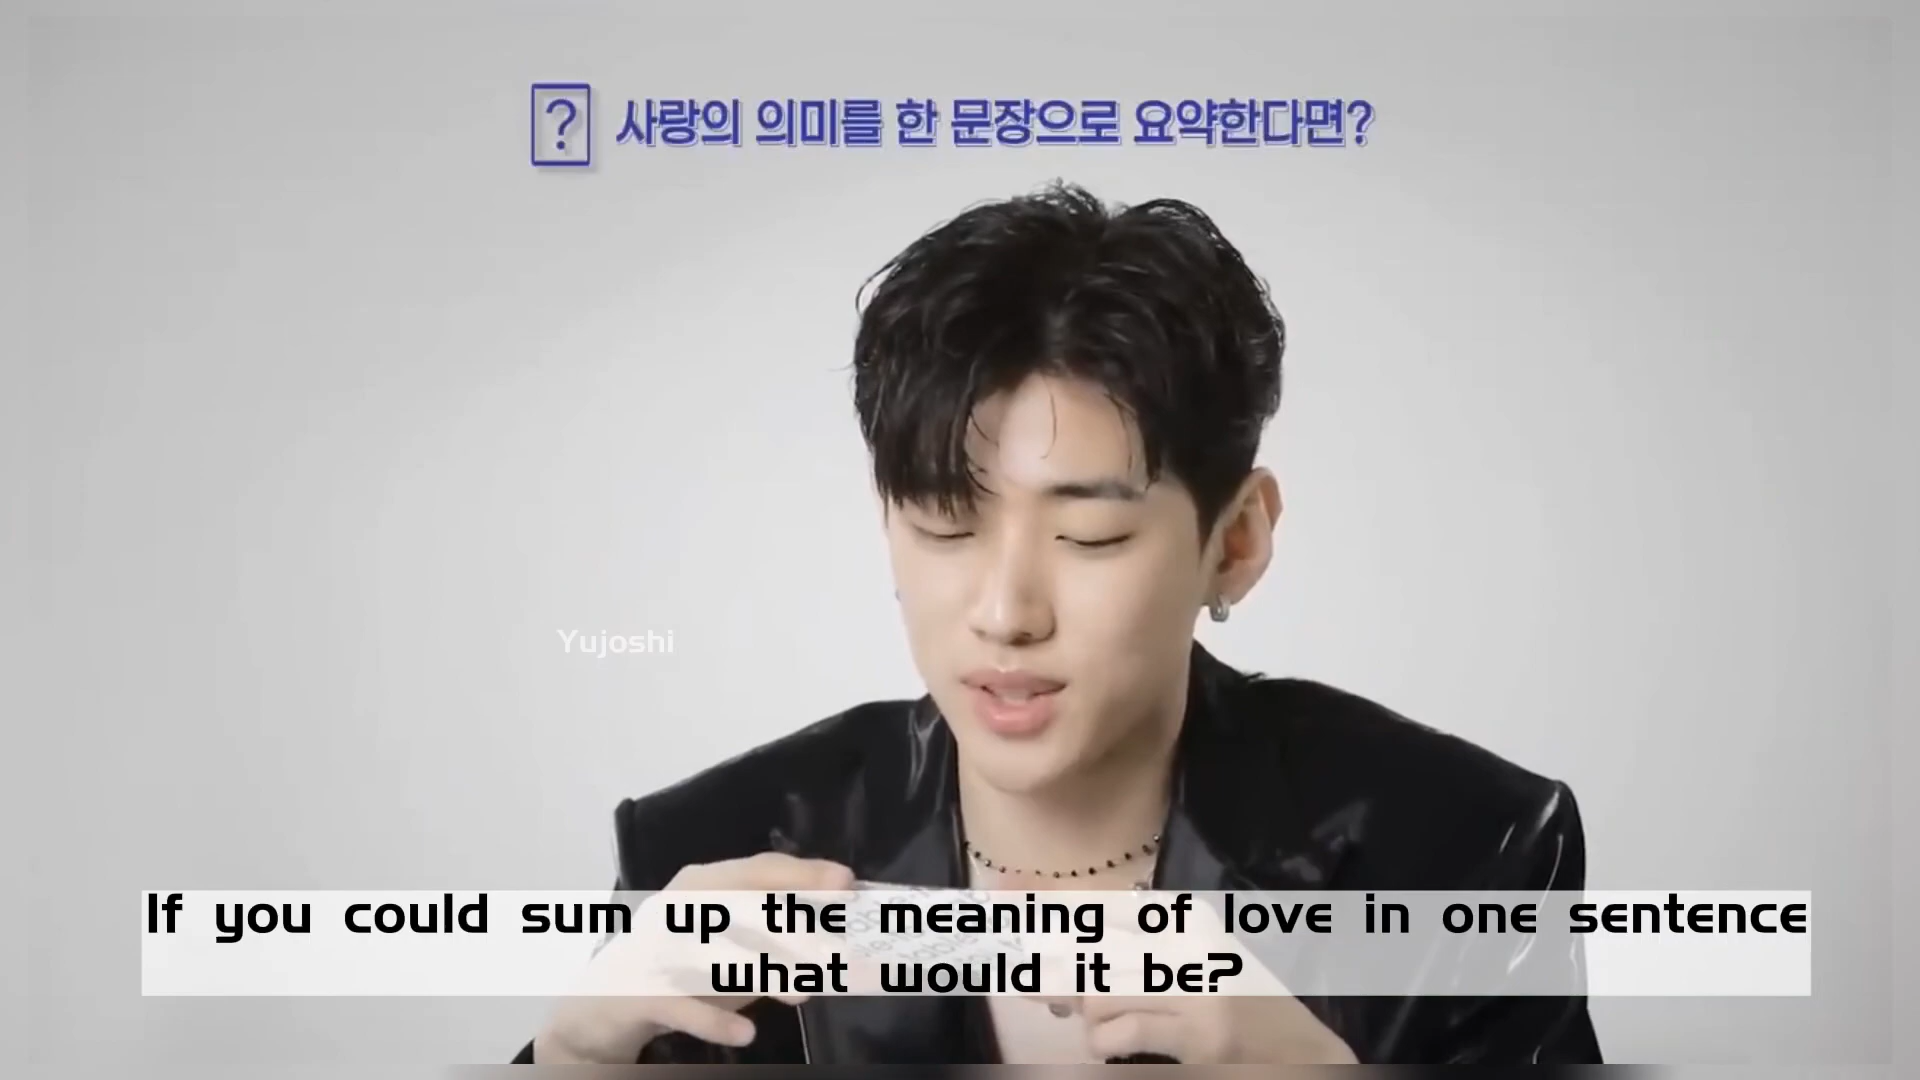 ? 사랑의 의미를 한 문장으로 요약한다면?
Yujoshi
If you could sum up the meaning of love in one sentence
what would it be?